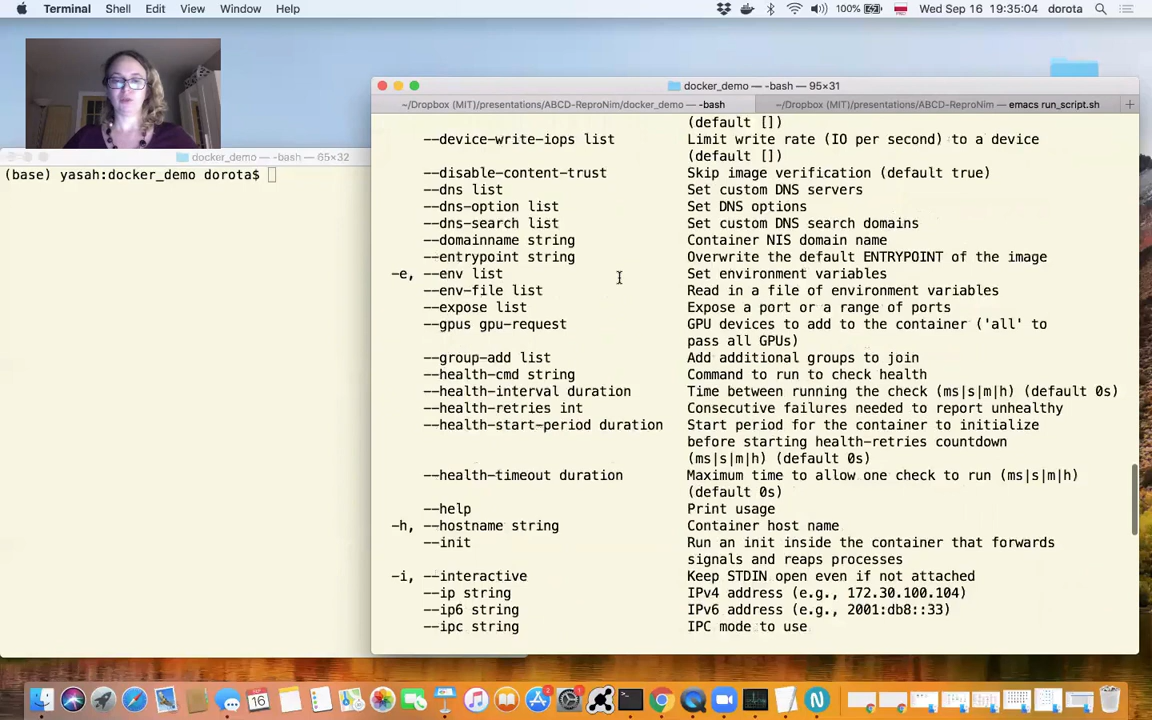 Terminal Shell Edit View Window Help 100% Wed Sep 16 19:35:04 dorota
docker_demo — -bash — 95×31
~/Dropbox (MIT)/presentations/ABCD-ReproNim/docker_demo — -bash
~/Dropbox (MIT)/presentations/ABCD-ReproNim — emacs run_script.sh
docker_demo — -bash — 65×32
(base) yasah:docker_demo dorota$
(default [])
--device-write-iops list Limit write rate (IO per second) to a device
(default [])
--disable-content-trust Skip image verification (default true)
--dns list Set custom DNS servers
--dns-option list Set DNS options
--dns-search list Set custom DNS search domains
--domainname string Container NIS domain name
--entrypoint string Overwrite the default ENTRYPOINT of the image
-e, --env list Set environment variables
--env-file list Read in a file of environment variables
--expose list Expose a port or a range of ports
--gpus gpu-request GPU devices to add to the container ('all' to
pass all GPUs)
--group-add list Add additional groups to join
--health-cmd string Command to run to check health
--health-interval duration Time between running the check (ms|s|m|h) (default 0s)
--health-retries int Consecutive failures needed to report unhealthy
--health-start-period duration Start period for the container to initialize
before starting health-retries countdown
(ms|s|m|h) (default 0s)
--health-timeout duration Maximum time to allow one check to run (ms|s|m|h)
(default 0s)
--help Print usage
-h, --hostname string Container host name
--init Run an init inside the container that forwards
signals and reaps processes
-i, --interactive Keep STDIN open even if not attached
--ip string IPv4 address (e.g., 172.30.100.104)
--ip6 string IPv6 address (e.g., 2001:db8::33)
--ipc string IPC mode to use